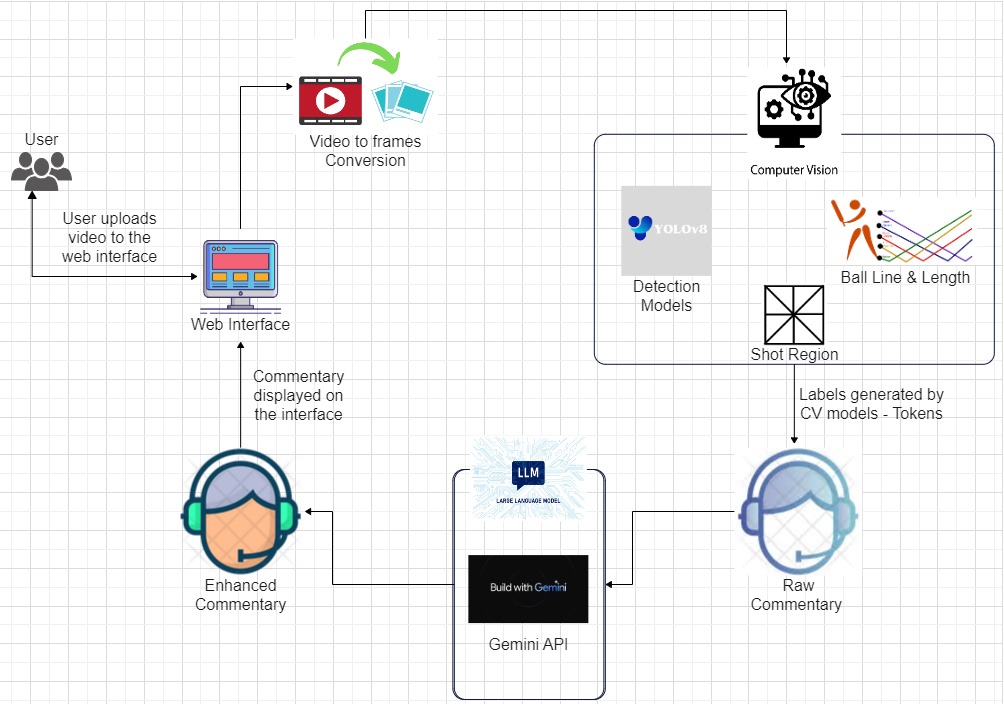 User
User uploads
video to the
web interface
Web Interface
Video to frames
Conversion
Computer Vision
YOLOv8
Detection
Models
Ball Line & Length
Shot Region
Labels generated by
CV models - Tokens
Raw
Commentary
LLM
LARGE LANGUAGE MODEL
Build with Gemini
Gemini API
Enhanced
Commentary
Commentary
displayed on
the interface